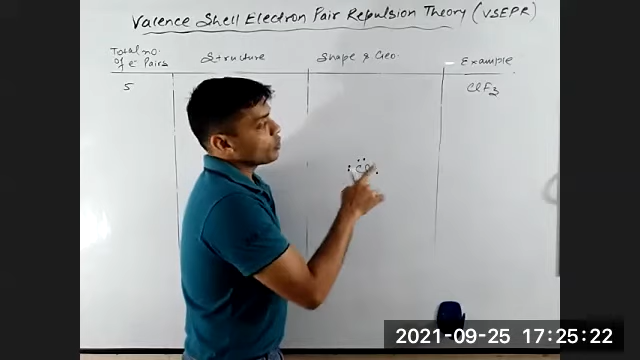 Valence Shell Electron Pair Repulsion Theory (VSEPR)
Total no. of e⁻ Pairs
Structure
Shape & Geo.
Example
5
ClF₃
Cl
2021-09-25 17:25:22